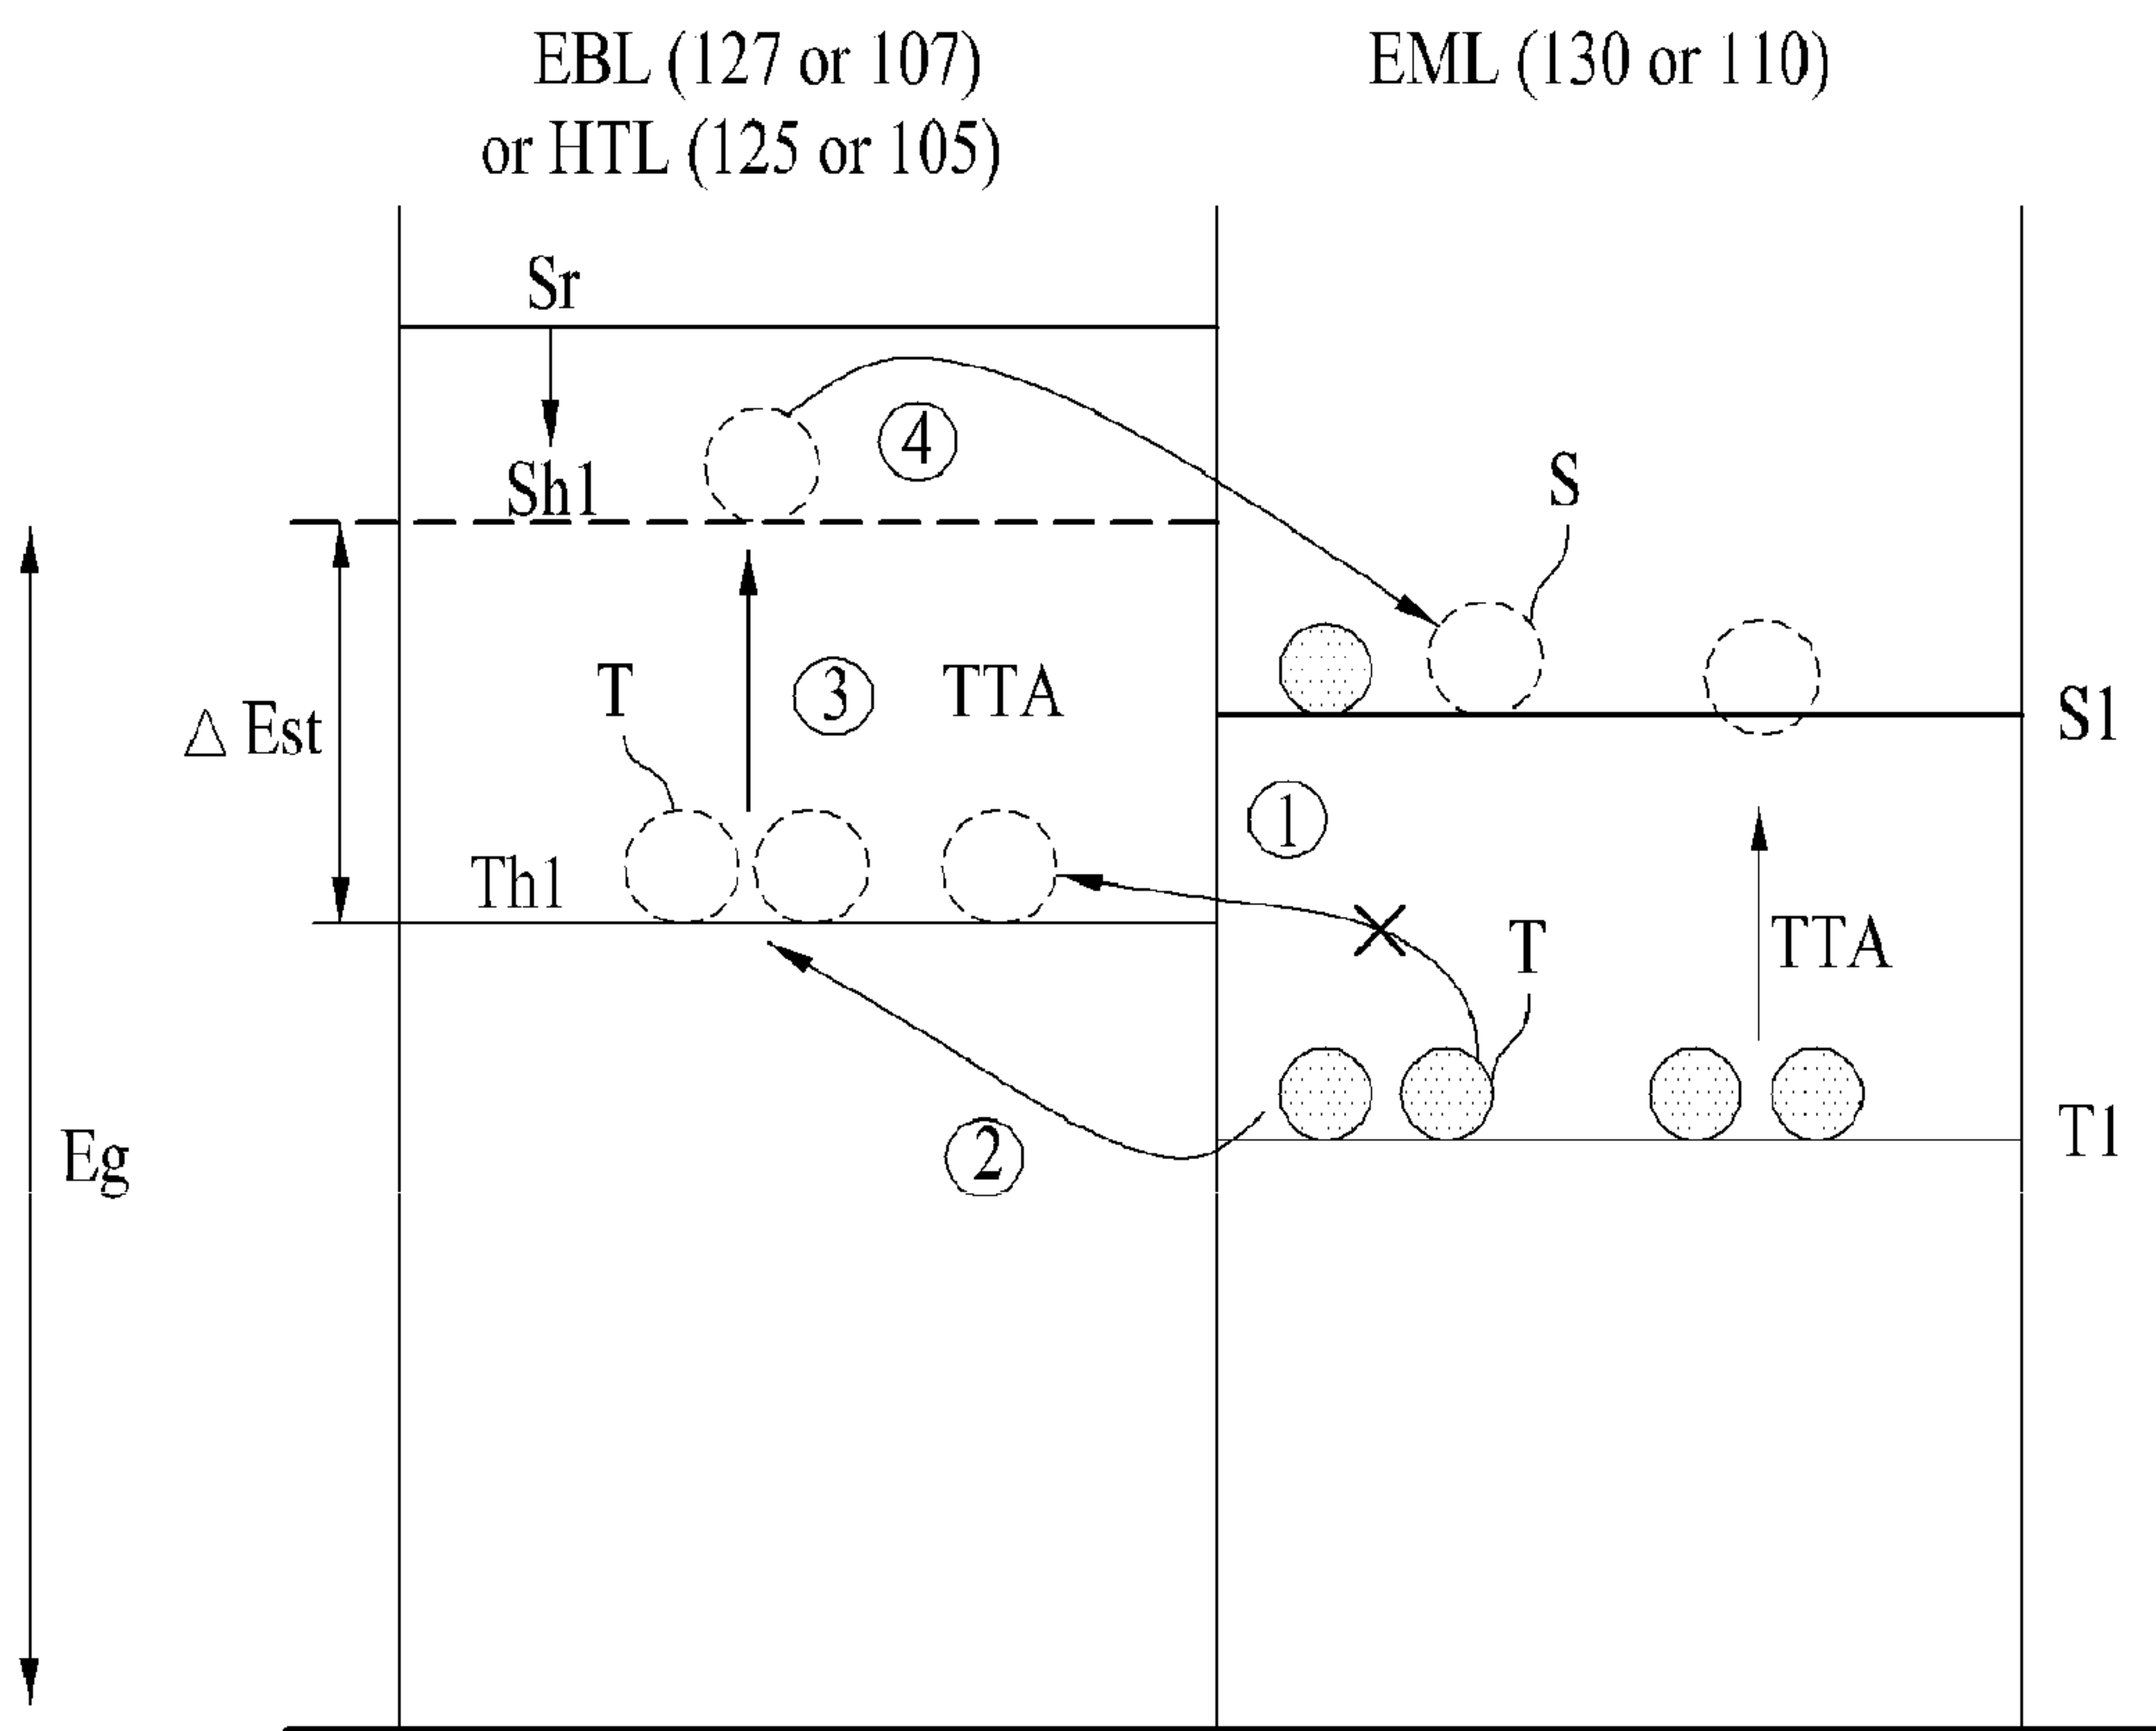 EBL (127 or 107)
or HTL (125 or 105)
EML (130 or 110)
Sr
④
Sh1
S
T
③
TTA
S1
△ Est
①
Th1
T
TTA
②
Eg
T1